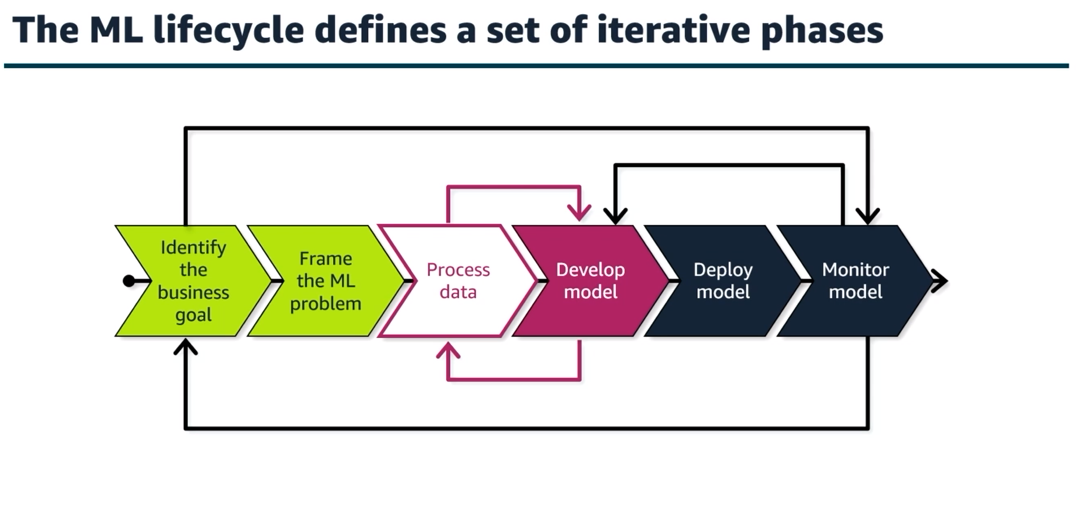 The ML lifecycle defines a set of iterative phases
Identify
the
business
goal
Frame
the ML
problem
Process
data
Develop
model
Deploy
model
Monitor
model